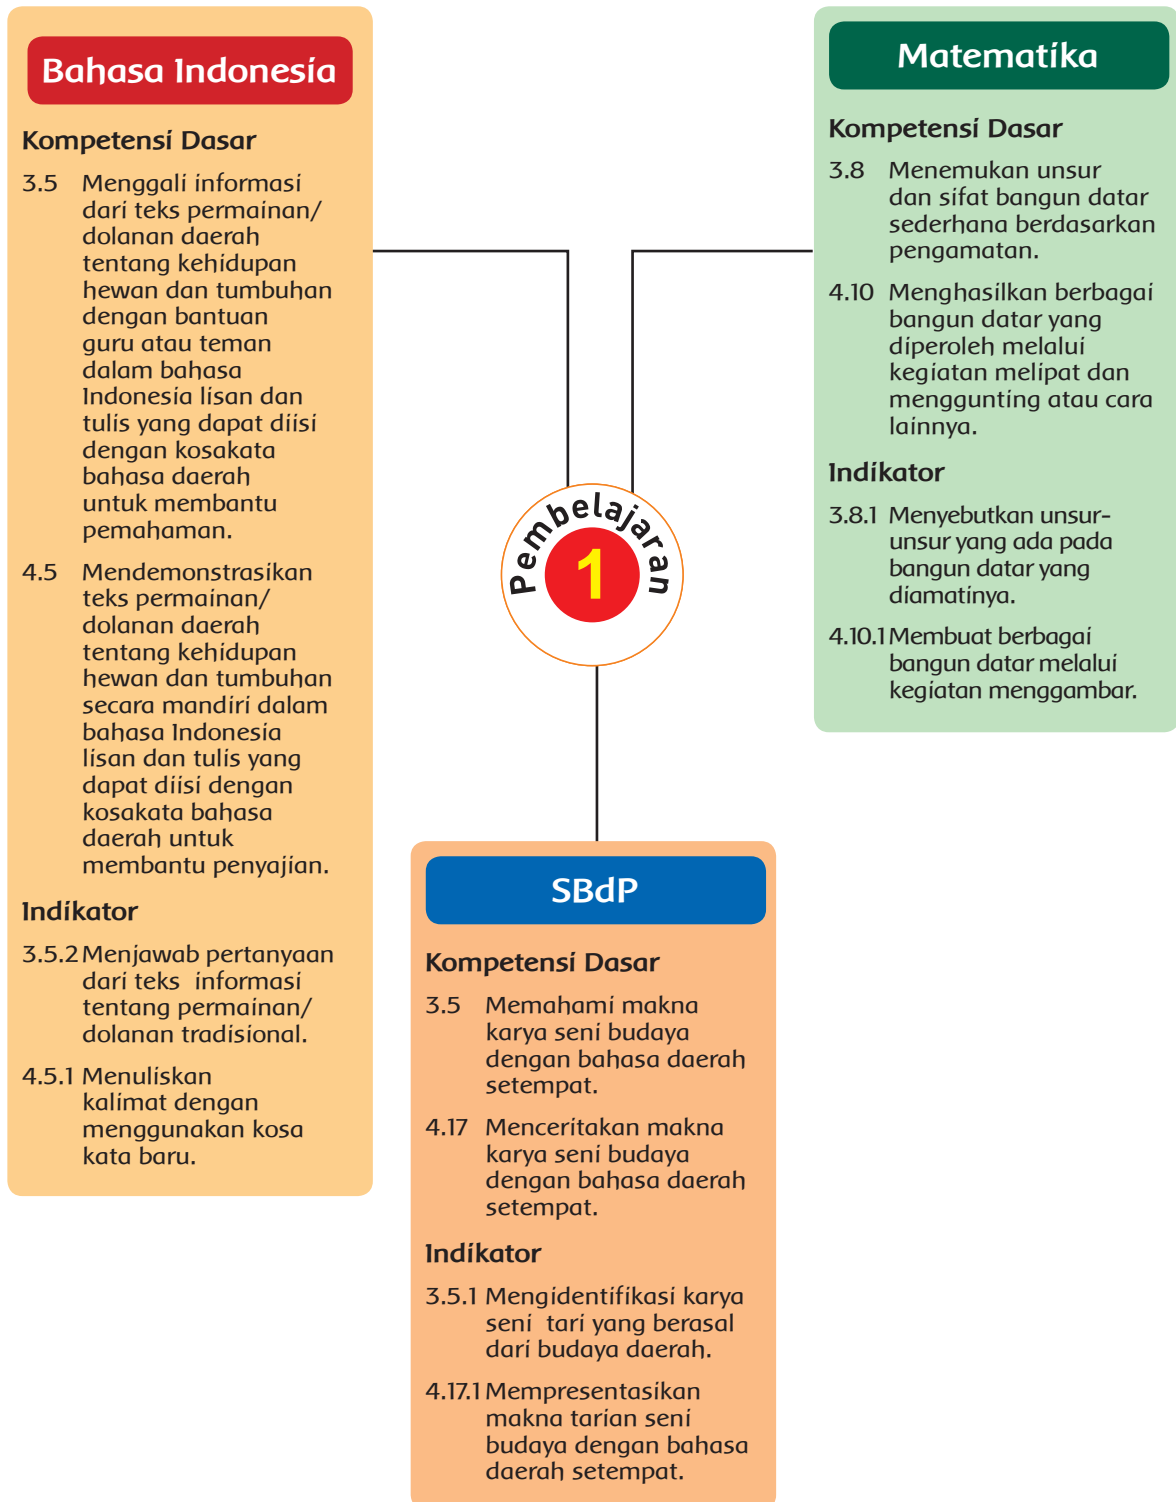 Bahasa Indonesia
Kompetensi Dasar
3.5 Menggali informasi
dari teks permainan/
dolanan daerah
tentang kehidupan
hewan dan tumbuhan
dengan bantuan
guru atau teman
dalam bahasa
Indonesia lisan dan
tulis yang dapat diisi
dengan kosakata
bahasa daerah
untuk membantu
pemahaman.
4.5 Mendemonstrasikan
teks permainan/
dolanan daerah
tentang kehidupan
hewan dan tumbuhan
secara mandiri dalam
bahasa Indonesia
lisan dan tulis yang
dapat diisi dengan
kosakata bahasa
daerah untuk
membantu penyajian.
Indikator
3.5.2 Menjawab pertanyaan
dari teks informasi
tentang permainan/
dolanan tradisional.
4.5.1 Menuliskan
kalimat dengan
menggunakan kosa
kata baru.
Matematika
Kompetensi Dasar
3.8 Menemukan unsur
dan sifat bangun datar
sederhana berdasarkan
pengamatan.
4.10 Menghasilkan berbagai
bangun datar yang
diperoleh melalui
kegiatan melipat dan
menggunting atau cara
lainnya.
Indikator
3.8.1 Menyebutkan unsur-
unsur yang ada pada
bangun datar yang
diamatinya.
4.10.1 Membuat berbagai
bangun datar melalui
kegiatan menggambar.
Pembelajaran
1
SBdP
Kompetensi Dasar
3.5 Memahami makna
karya seni budaya
dengan bahasa daerah
setempat.
4.17 Menceritakan makna
karya seni budaya
dengan bahasa daerah
setempat.
Indikator
3.5.1 Mengidentifikasi karya
seni tari yang berasal
dari budaya daerah.
4.17.1 Mempresentasikan
makna tarian seni
budaya dengan bahasa
daerah setempat.